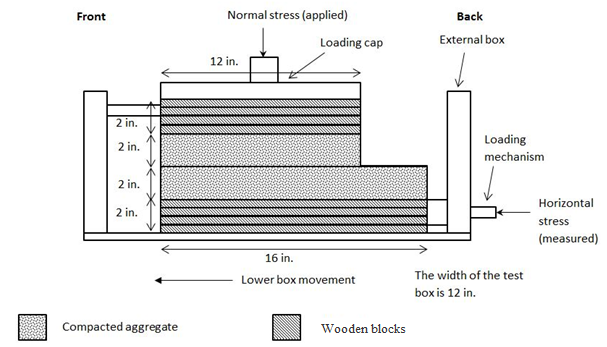 Front
Normal stress (applied)
Back
Loading cap
External box
12 in.
2 in.
2 in.
2 in.
2 in.
Loading
mechanism
Horizontal
stress
(measured)
16 in.
Lower box movement
The width of the test
box is 12 in.
Compacted aggregate
Wooden blocks